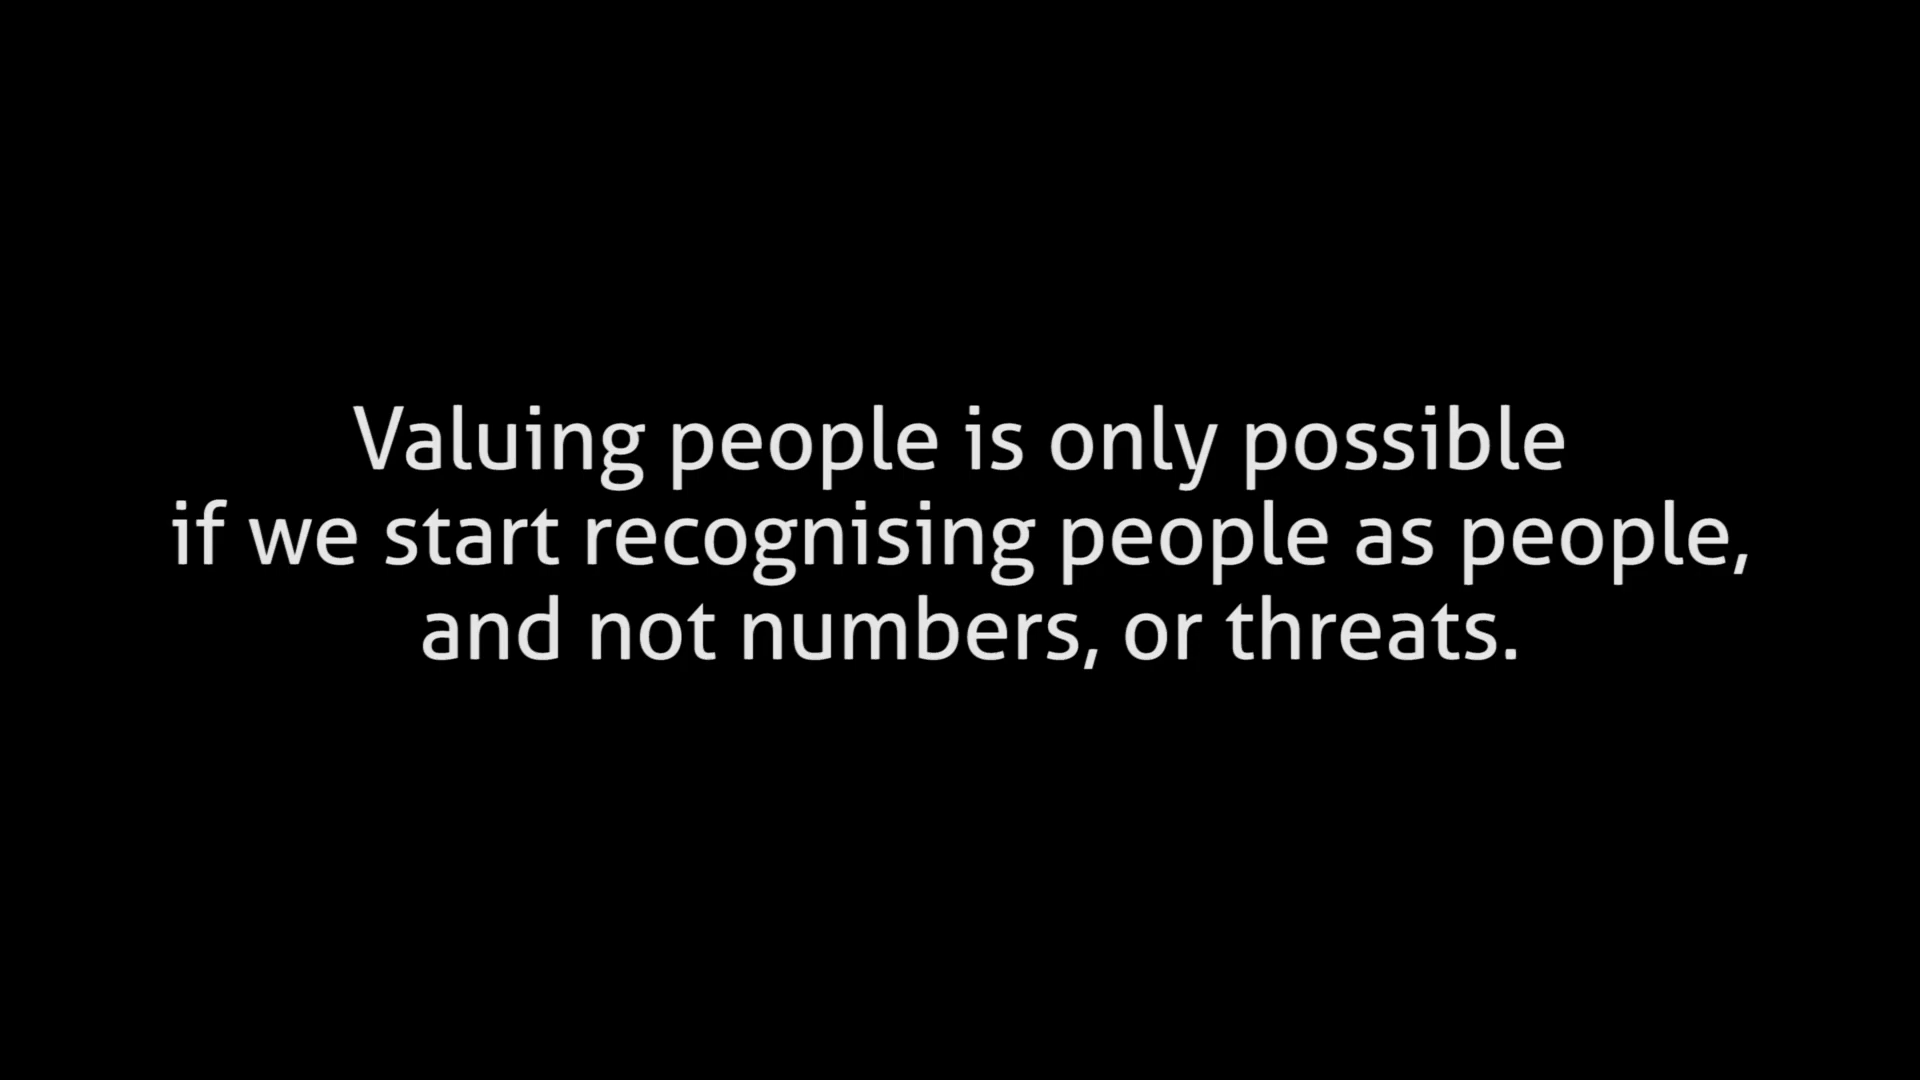 Valuing people is only possible
if we start recognising people as people,
and not numbers, or threats.